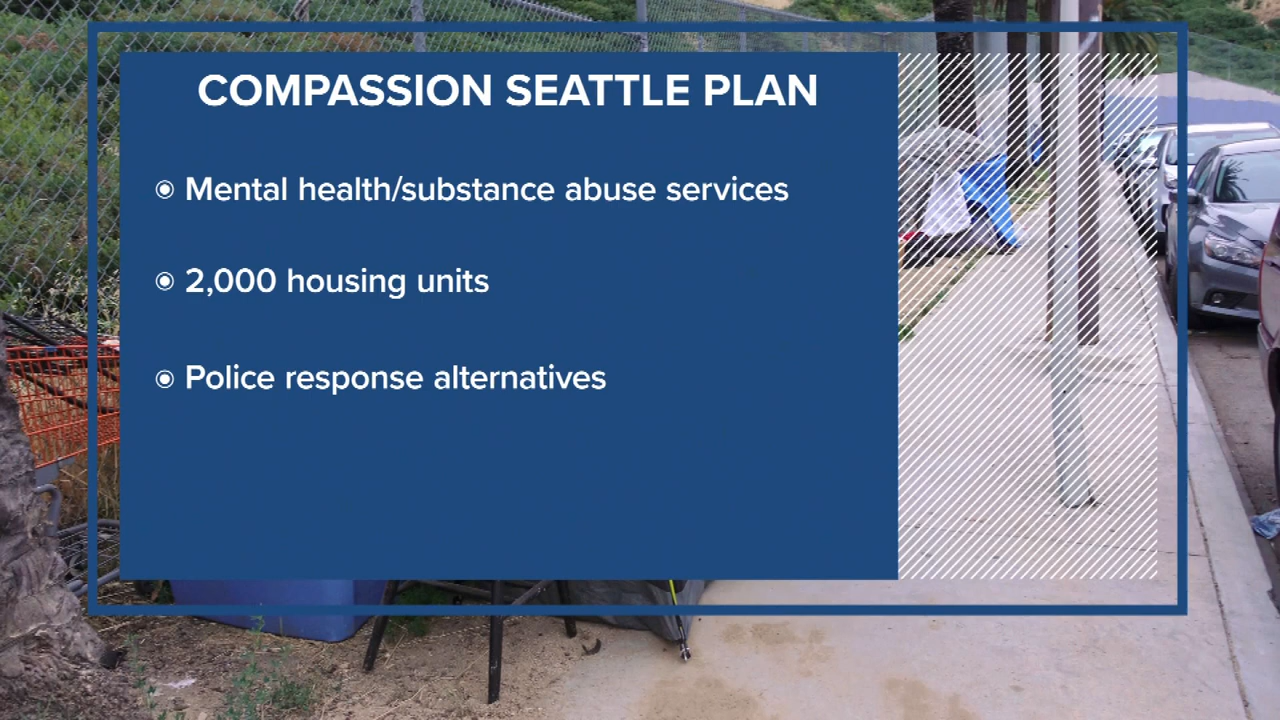 COMPASSION SEATTLE PLAN
Mental health/substance abuse services
2,000 housing units
Police response alternatives